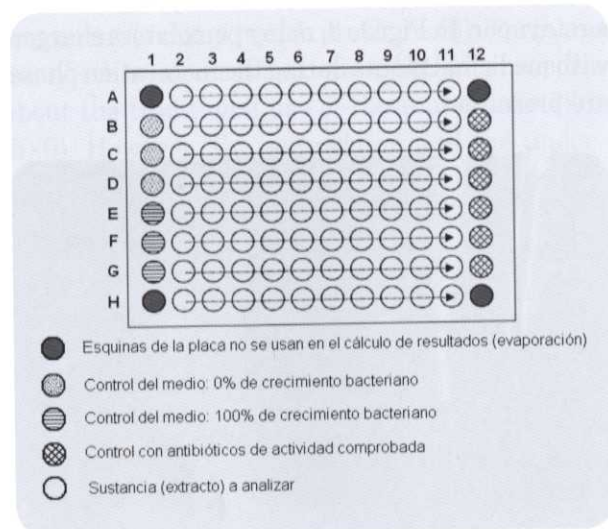 1 2 3 4 5 6 7 8 9 10 11 12
A
B
C
D
E
F
G
H
Esquinas de la placa no se usan en el cálculo de resultados (evaporación)
Control del medio: 0% de crecimiento bacteriano
Control del medio: 100% de crecimiento bacteriano
Control con antibióticos de actividad comprobada
Sustancia (extracto) a analizar